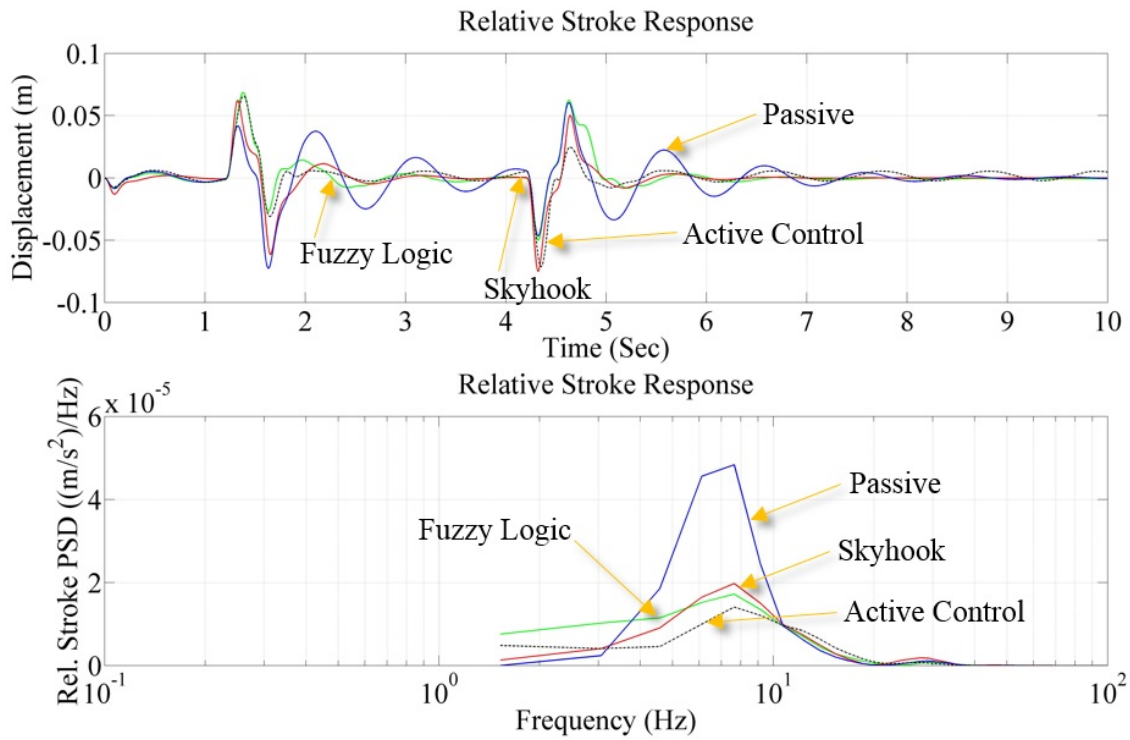 Relative Stroke Response
Displacement (m)
0.1
0.05
0
-0.05
-0.1
Passive
Fuzzy Logic
Active Control
Skyhook
0 1 2 3 4 5 6 7 8 9 10
Time (Sec)
Relative Stroke Response
Rel. Stroke PSD ((m/s²)/Hz)
x 10⁻⁵
6
4
2
0
Passive
Fuzzy Logic
Skyhook
Active Control
10⁻¹ 10⁰ 10¹ 10²
Frequency (Hz)